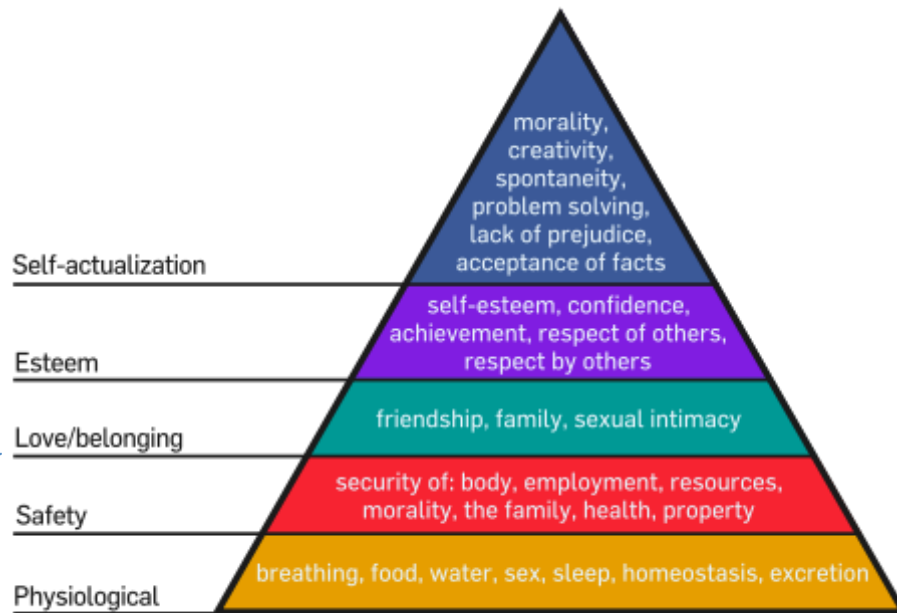 morality,
creativity,
spontaneity,
problem solving,
lack of prejudice,
acceptance of facts
Self-actualization
self-esteem, confidence,
achievement, respect of others,
respect by others
Esteem
friendship, family, sexual intimacy
Love/belonging
security of: body, employment, resources,
morality, the family, health, property
Safety
breathing, food, water, sex, sleep, homeostasis, excretion
Physiological